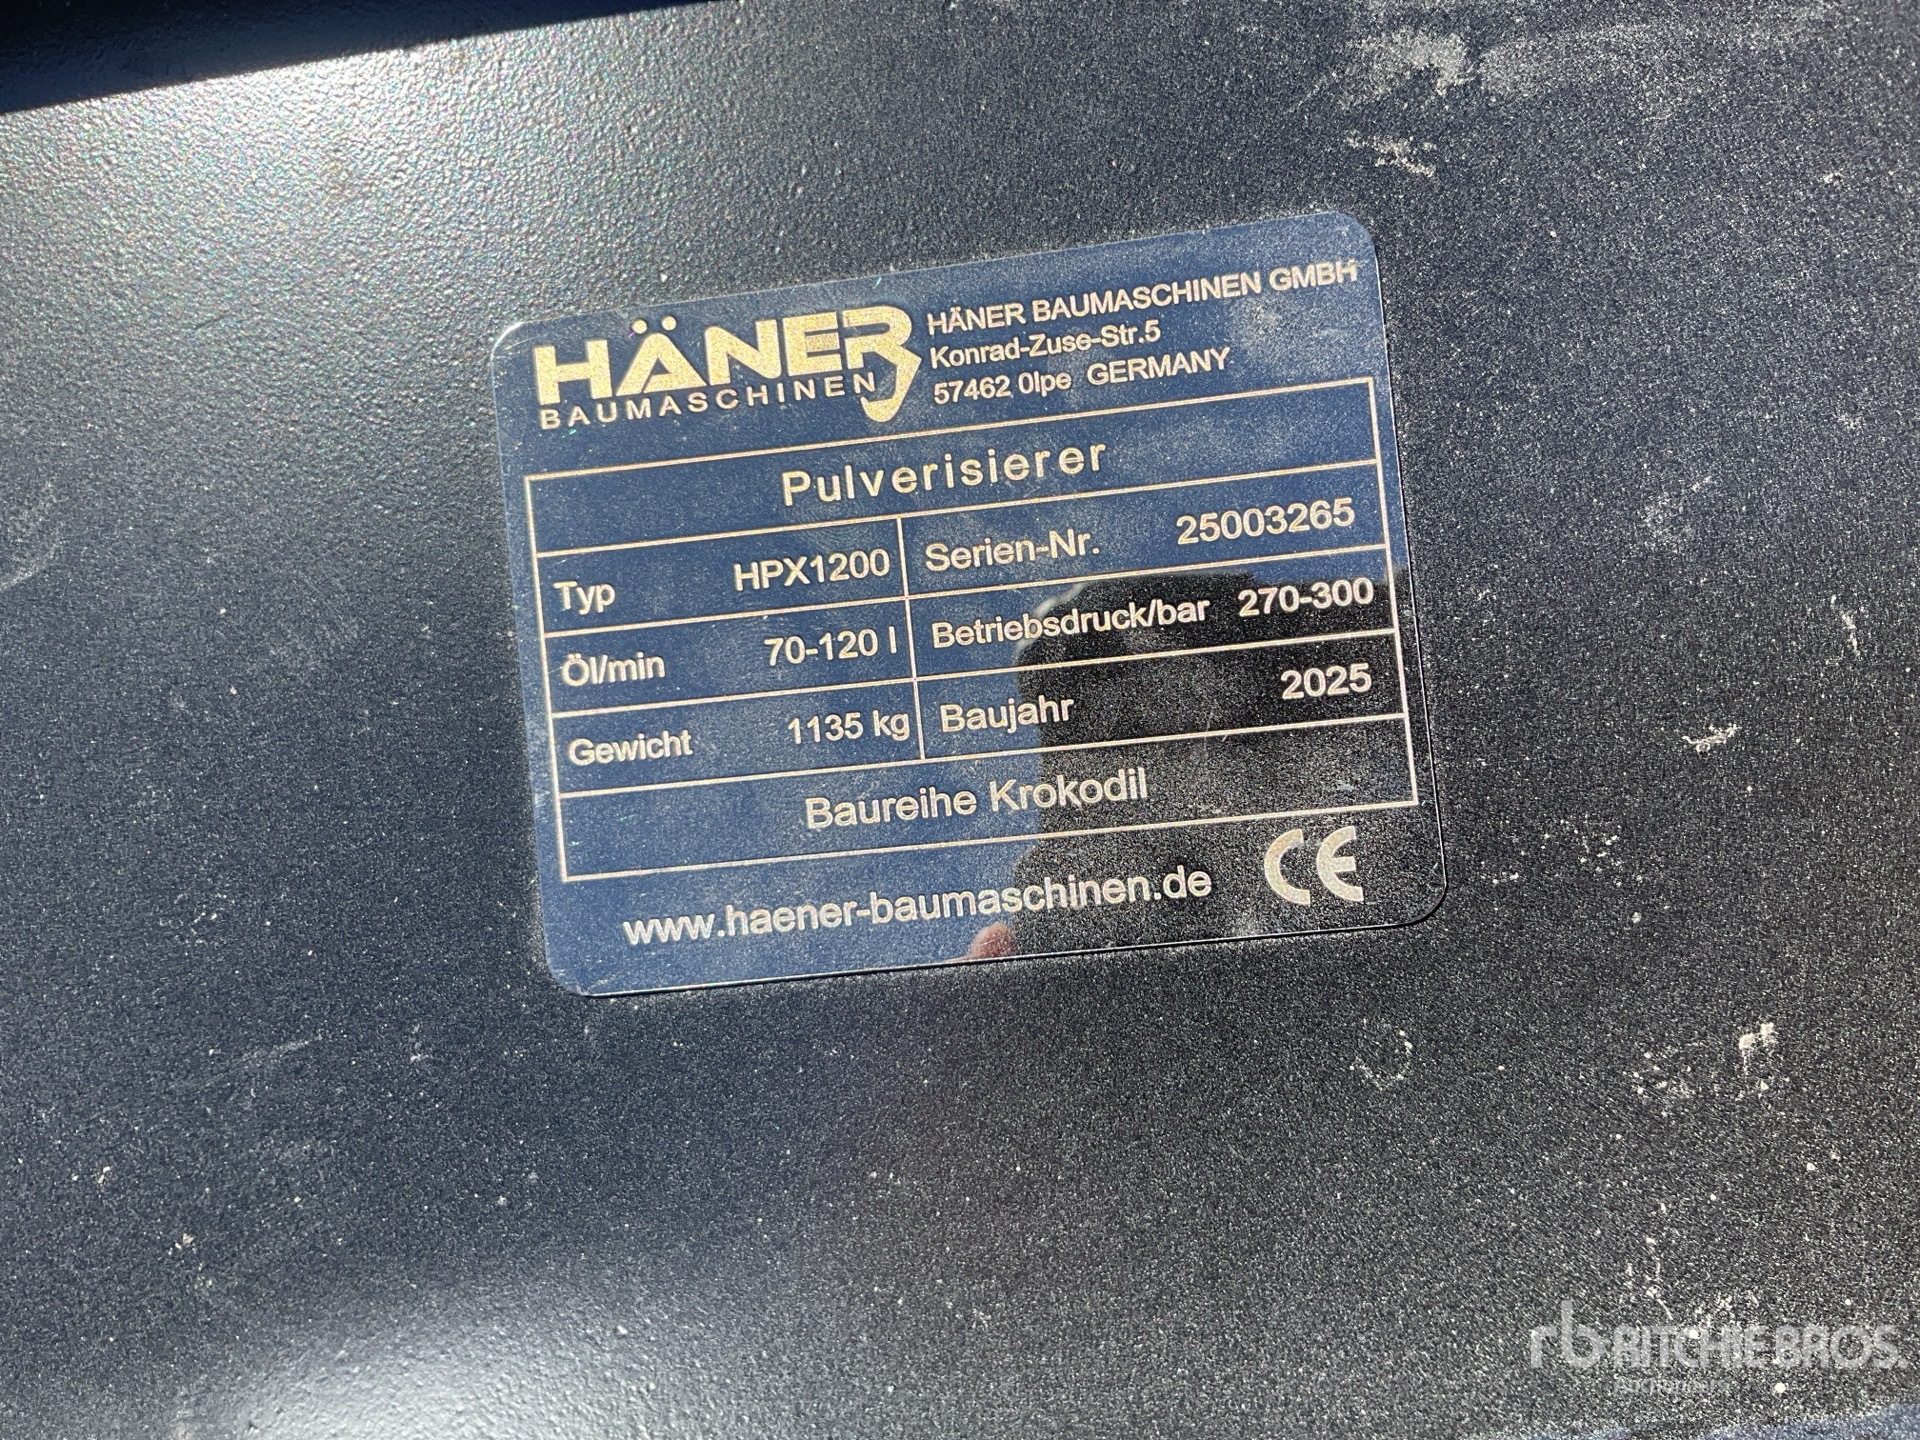 HÄNER
BAUMASCHINEN
HÄNER BAUMASCHINEN GMBH
Konrad-Zuse-Str.5
57462 Olpe GERMANY
Pulverisierer
Typ HPX1200 Serien-Nr. 25003265
Öl/min 70-120 l Betriebsdruck/bar 270-300
Gewicht 1135 kg Baujahr 2025
Baureihe Krokodil
www.haener-baumaschinen.de CE
rb RITCHIE BROS.
Auctioneers